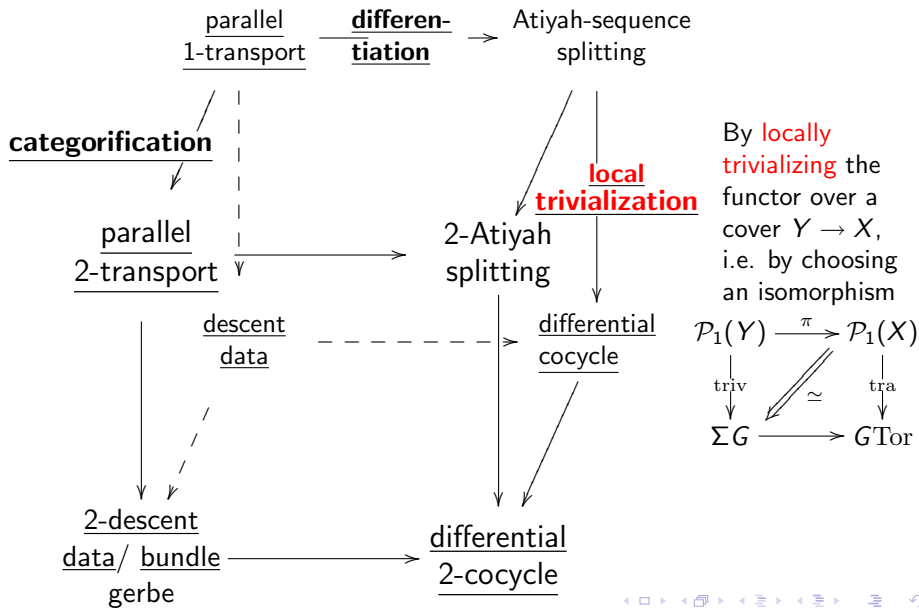 parallel
1-transport
differen-
tiation
Atiyah-sequence
splitting
categorification
local
trivialization
parallel
2-transport
2-Atiyah
splitting
descent
data
differential
cocycle
2-descent
data/ bundle
gerbe
differential
2-cocycle
By locally
trivializing the
functor over a
cover Y → X,
i.e. by choosing
an isomorphism
𝒫₁(Y) π 𝒫₁(X)
triv ≃ tra
ΣG GTor